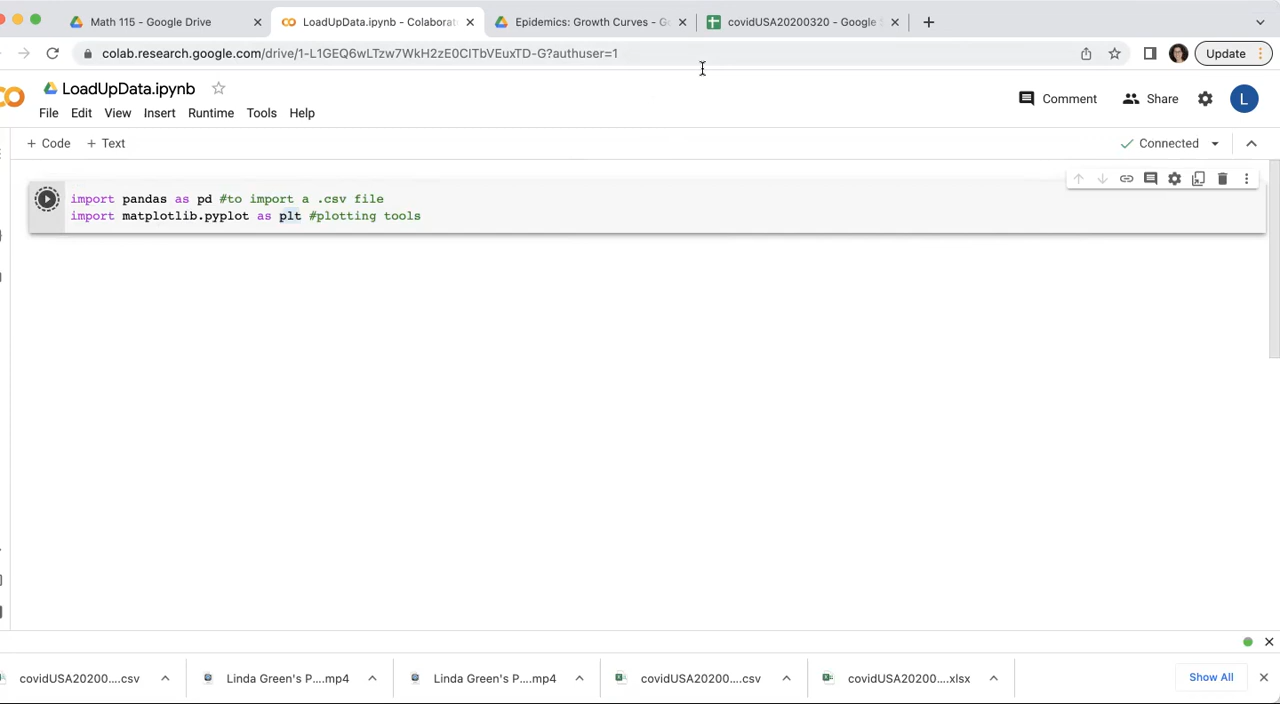 Math 115 - Google Drive
LoadUpData.ipynb - Colaborat
Epidemics: Growth Curves - Go
covidUSA20200320 - Google S
colab.research.google.com/drive/1-L1GEQ6wLTzw7WkH2zE0CITbVEuxTD-G?authuser=1
Update
LoadUpData.ipynb
Comment
Share
L
File Edit View Insert Runtime Tools Help
+ Code + Text
Connected
import pandas as pd #to import a .csv file
import matplotlib.pyplot as plt #plotting tools
covidUSA20200....csv
Linda Green's P....mp4
Linda Green's P....mp4
covidUSA20200....csv
covidUSA20200....xlsx
Show All